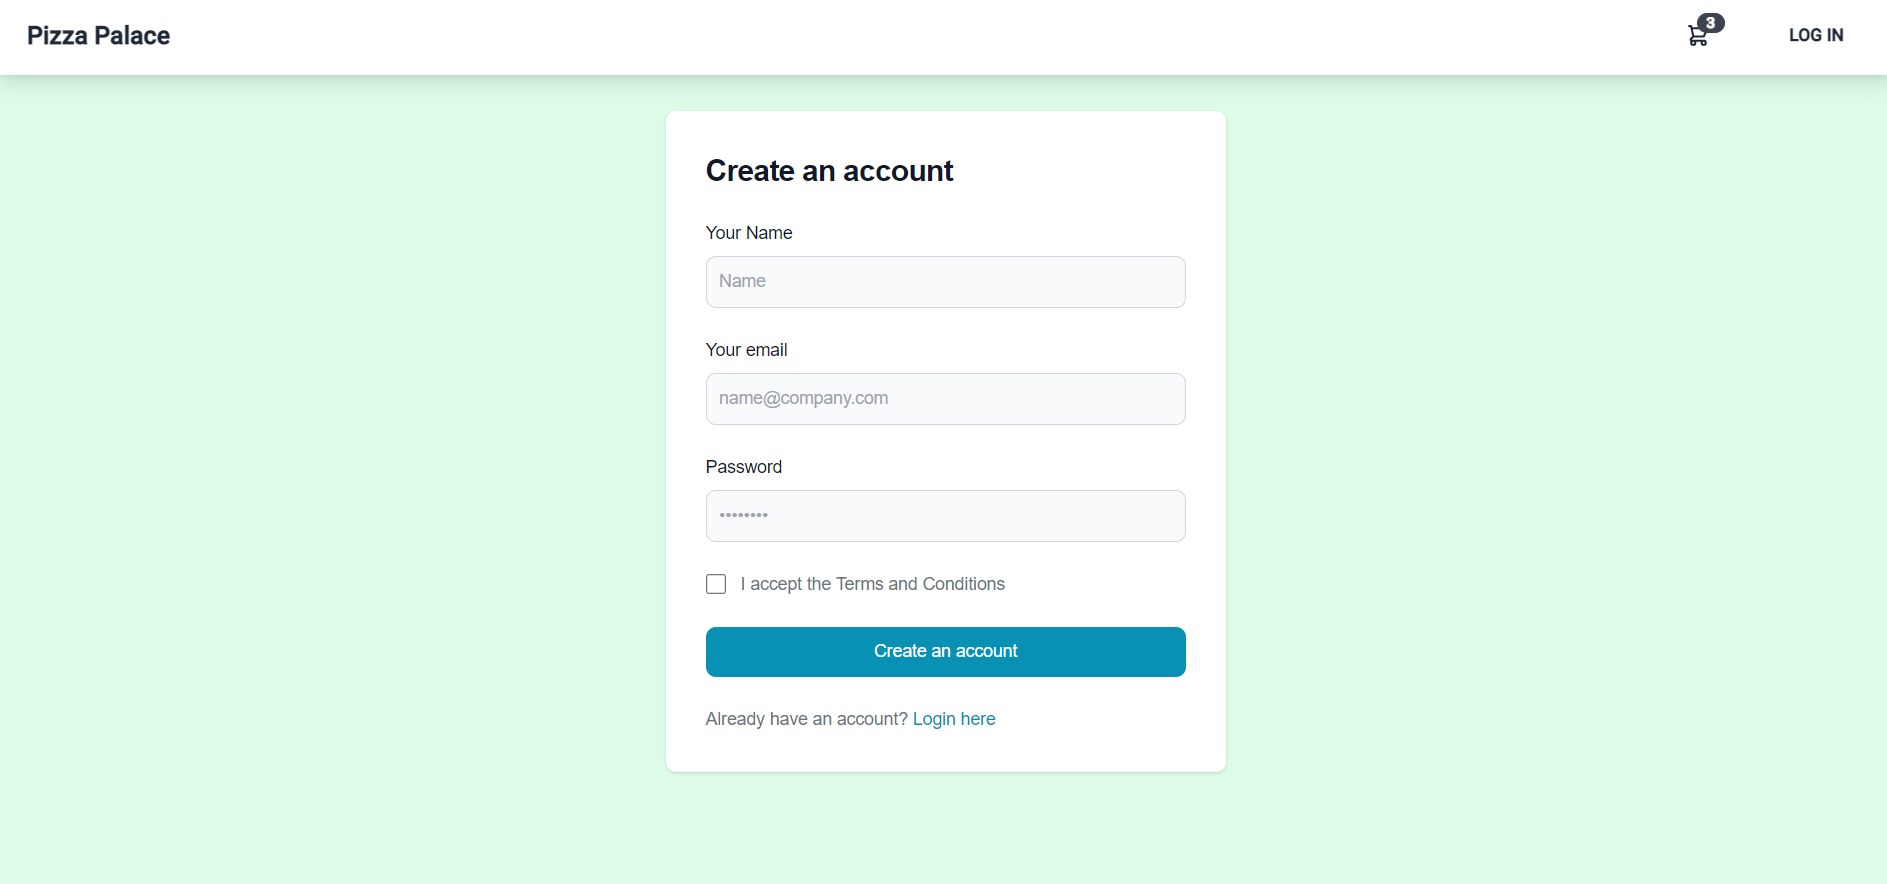 Pizza Palace
3
LOG IN
Create an account
Your Name
Name
Your email
name@company.com
Password
••••••••
I accept the Terms and Conditions
Create an account
Already have an account? Login here